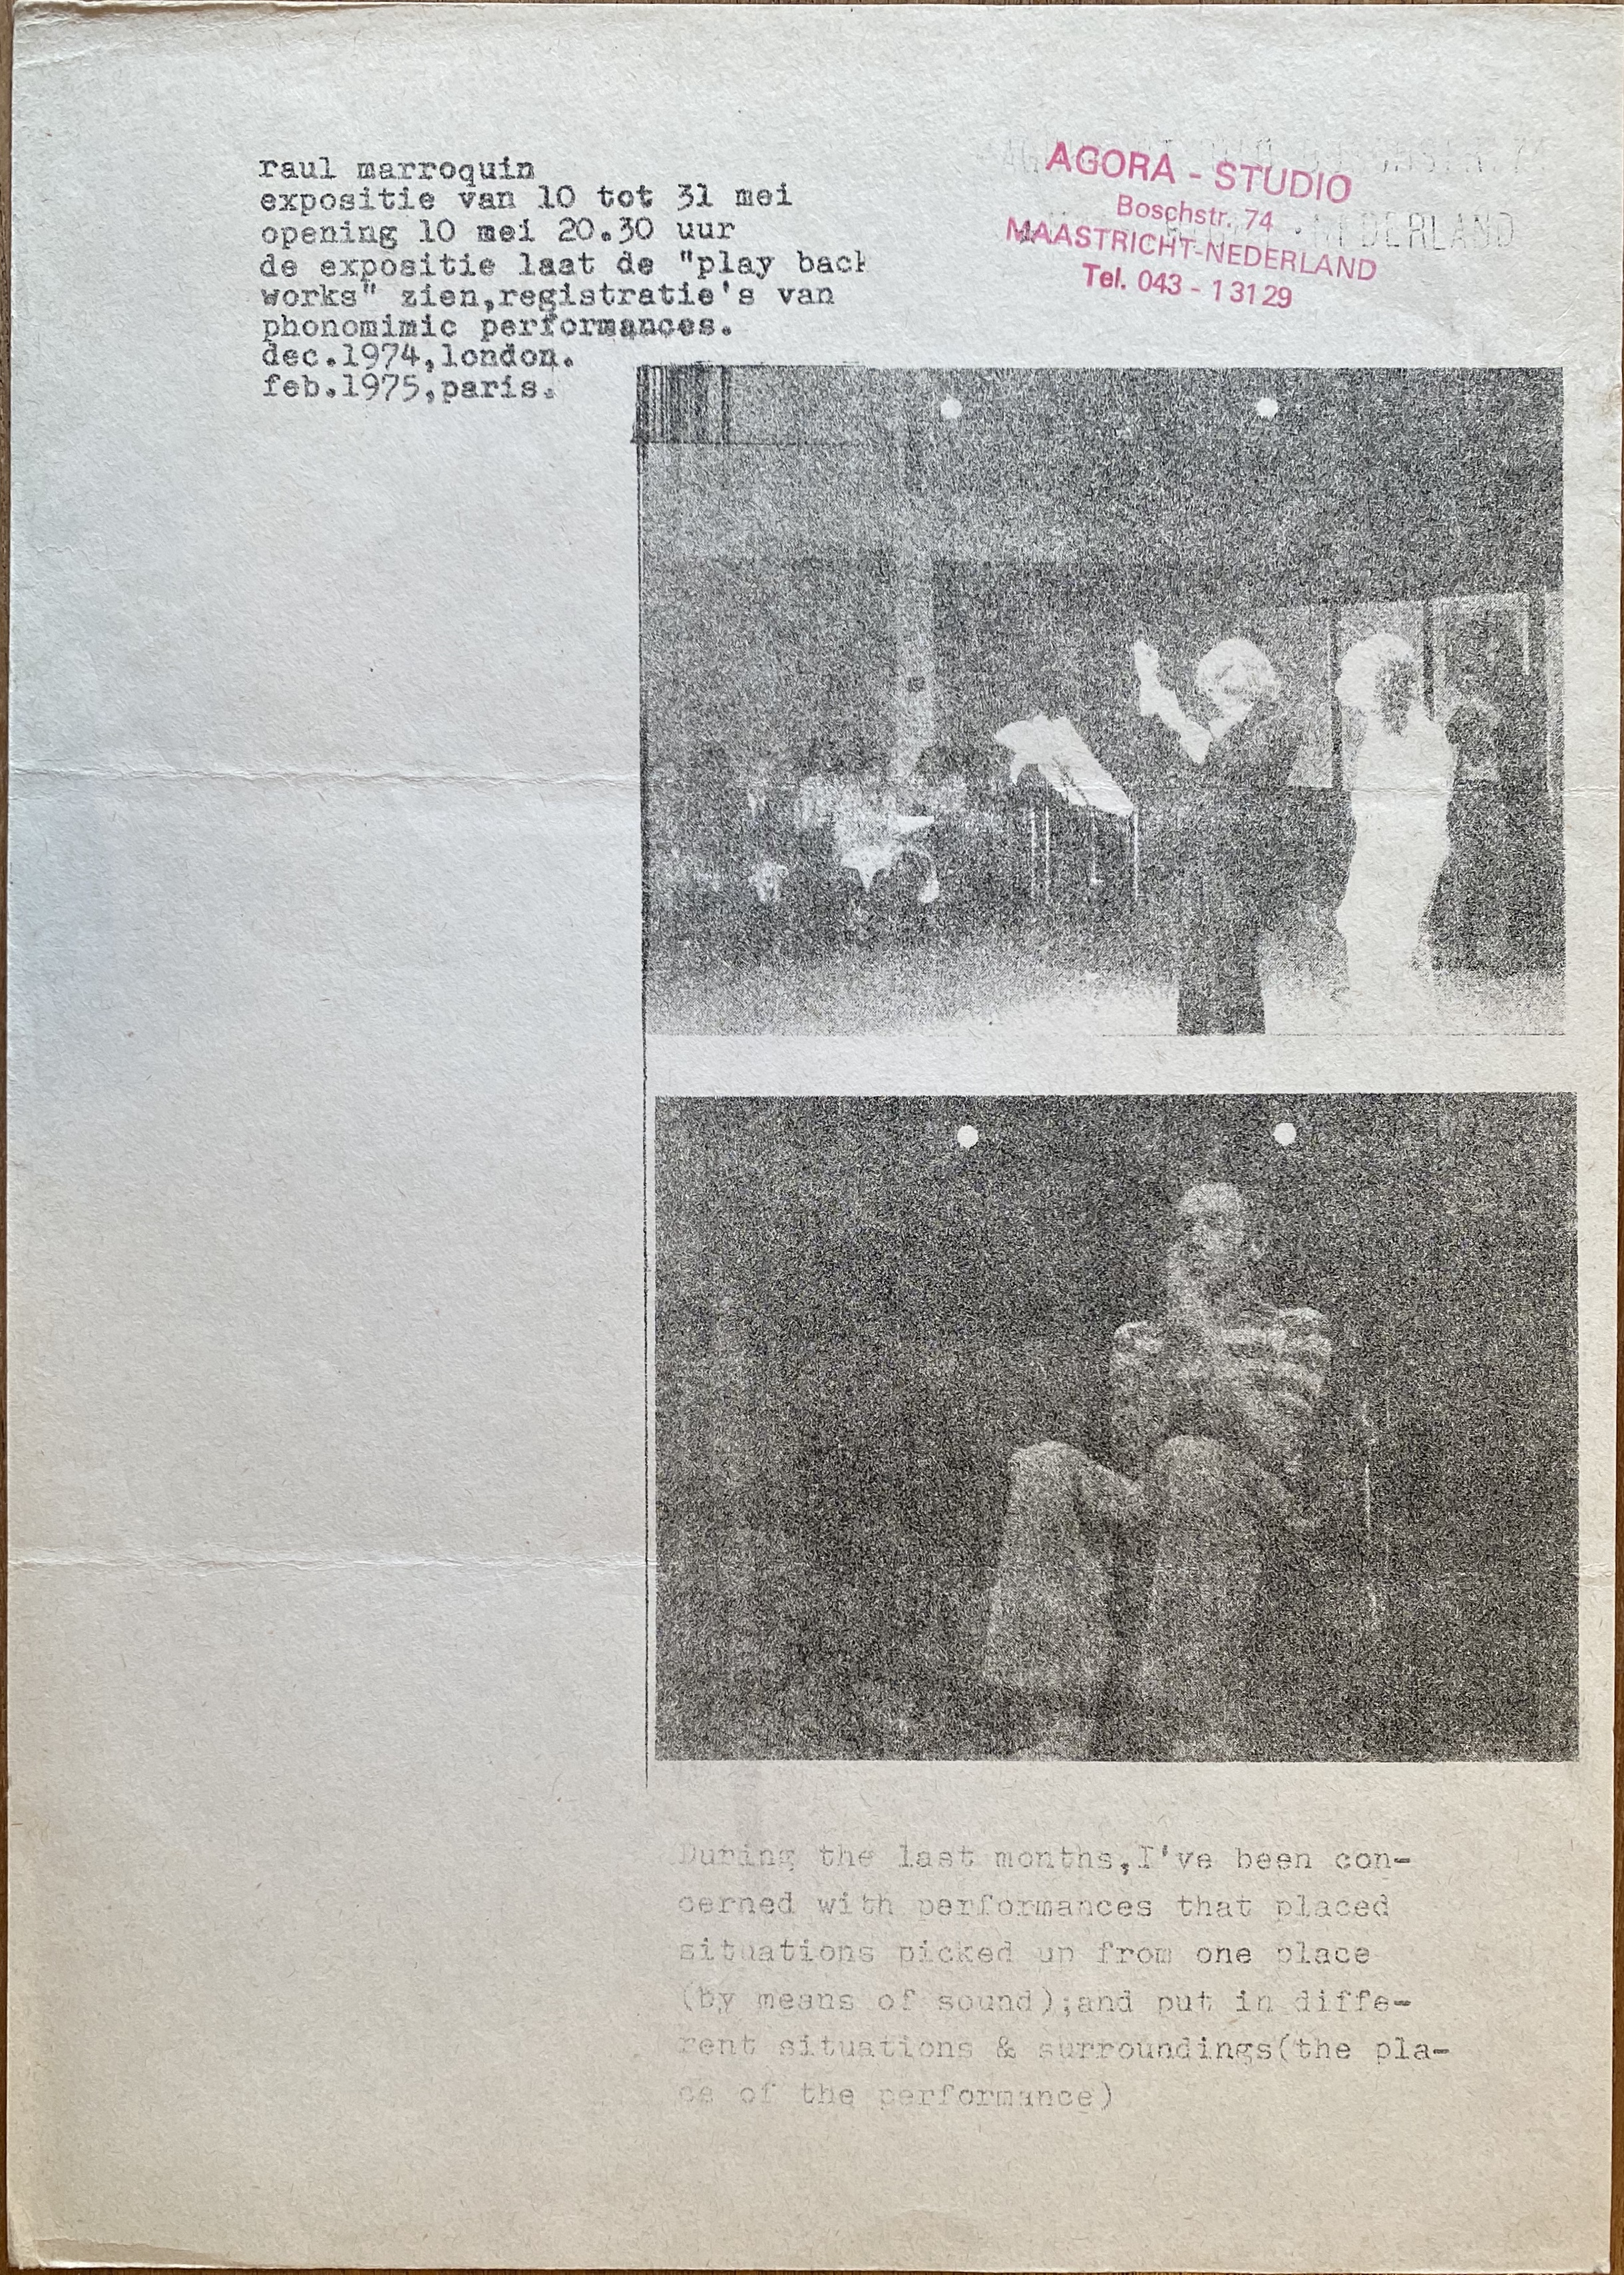 raul marroquin
expositie van 10 tot 31 mei
opening 10 mei 20.30 uur
de expositie laat de "play back
works" zien,registratie's van
phonomimic performances.
dec.1974,london.
feb.1975,paris.
AGORA - STUDIO
Boschstr. 74
MAASTRICHT-NEDERLAND
Tel. 043 - 13129
NEDERLAND
During the last months,I've been con-
cerned with performances that placed
situations picked up from one place
(by means of sound);and put in diffe-
rent situations & surroundings(the pla-
ce of the performance)